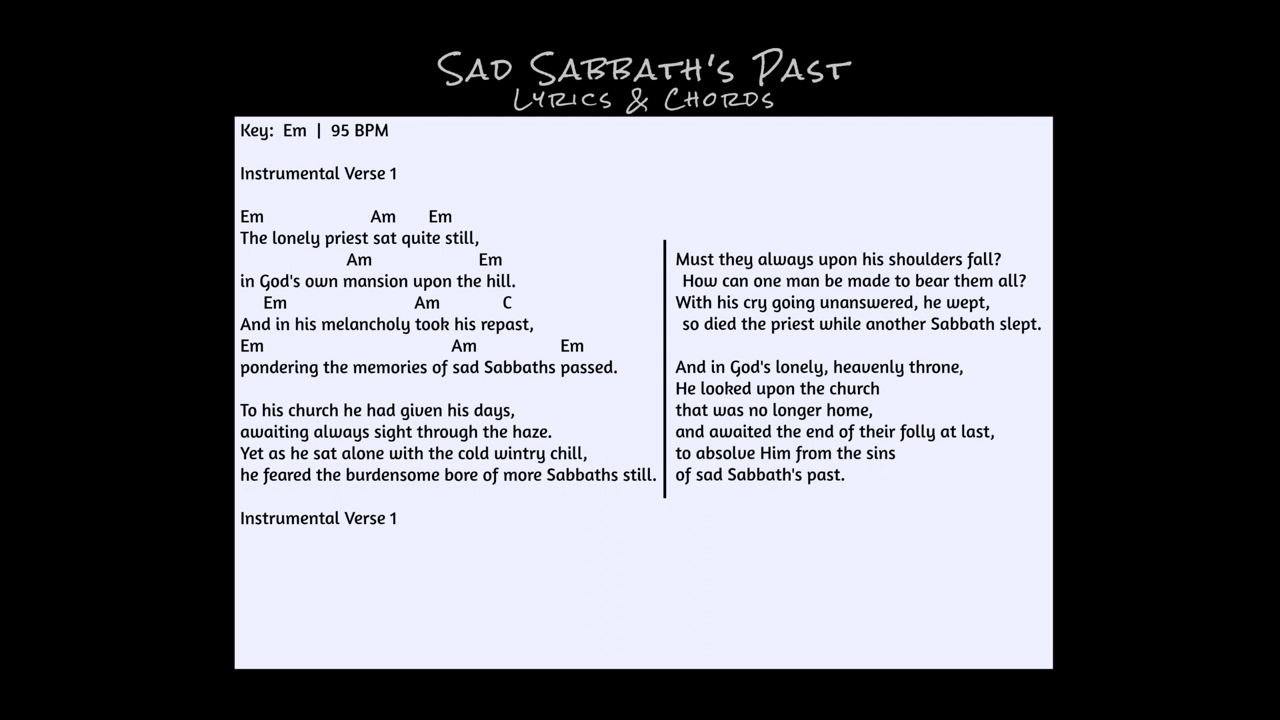 Sad Sabbath's Past
Lyrics & Chords
Key: Em | 95 BPM
Instrumental Verse 1
Em Am Em
The lonely priest sat quite still,
Am Em
in God's own mansion upon the hill.
Em Am C
And in his melancholy took his repast,
Em Am Em
pondering the memories of sad Sabbaths passed.
To his church he had given his days,
awaiting always sight through the haze.
Yet as he sat alone with the cold wintry chill,
he feared the burdensome bore of more Sabbaths still.
Instrumental Verse 1
Must they always upon his shoulders fall?
How can one man be made to bear them all?
With his cry going unanswered, he wept,
so died the priest while another Sabbath slept.
And in God's lonely, heavenly throne,
He looked upon the church
that was no longer home,
and awaited the end of their folly at last,
to absolve Him from the sins
of sad Sabbath's past.